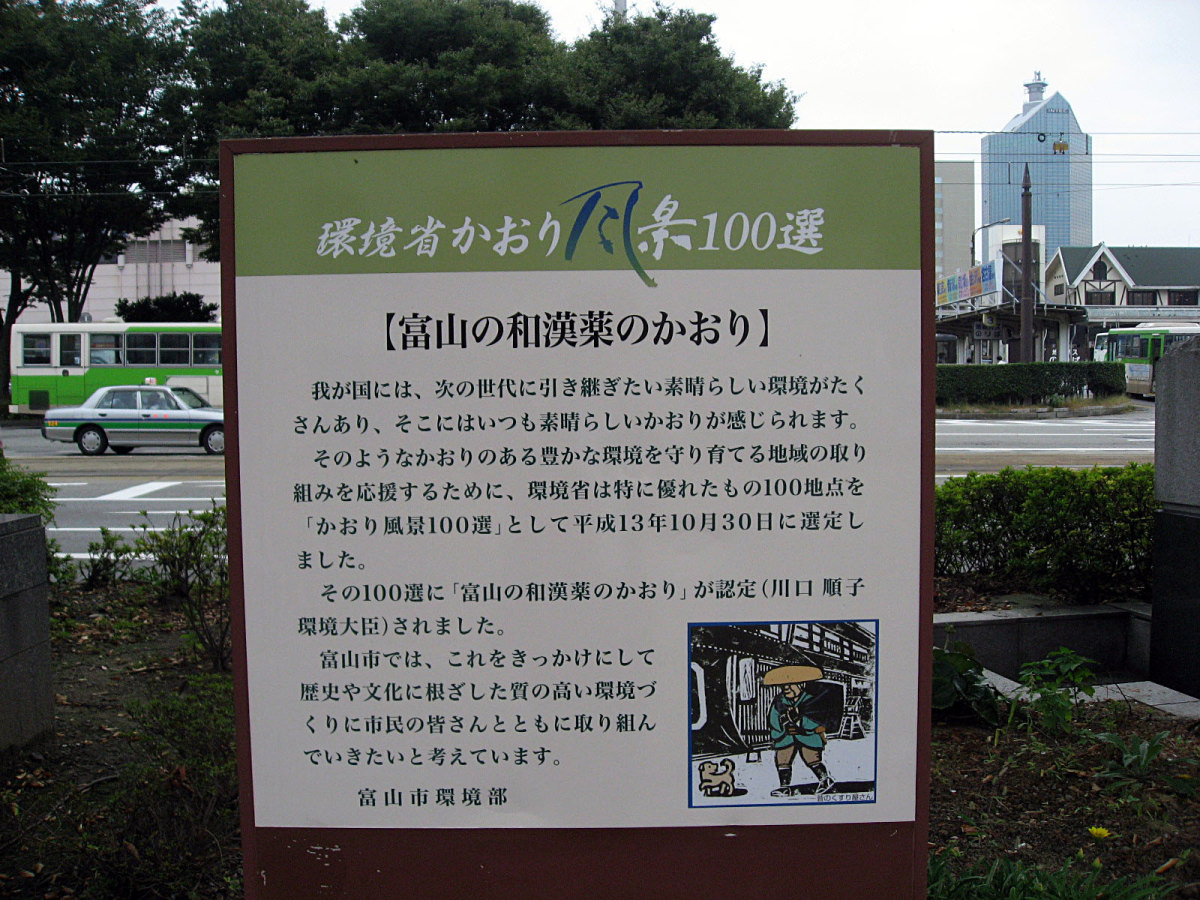 環境省かおり風景100選
【富山の和漢薬のかおり】
我が国には、次の世代に引き継ぎたい素晴らしい環境がたく
さんあり、そこにはいつも素晴らしいかおりが感じられます。
そのようなかおりのある豊かな環境を守り育てる地域の取り
組みを応援するために、環境省は特に優れたもの100地点を
「かおり風景100選」として平成13年10月30日に選定し
ました。
その100選に「富山の和漢薬のかおり」が認定(川口 順子
環境大臣)されました。
富山市では、これをきっかけにして
歴史や文化に根ざした質の高い環境づ
くりに市民の皆さんとともに取り組ん
でいきたいと考えています。
富山市環境部
昔のくすり屋さん